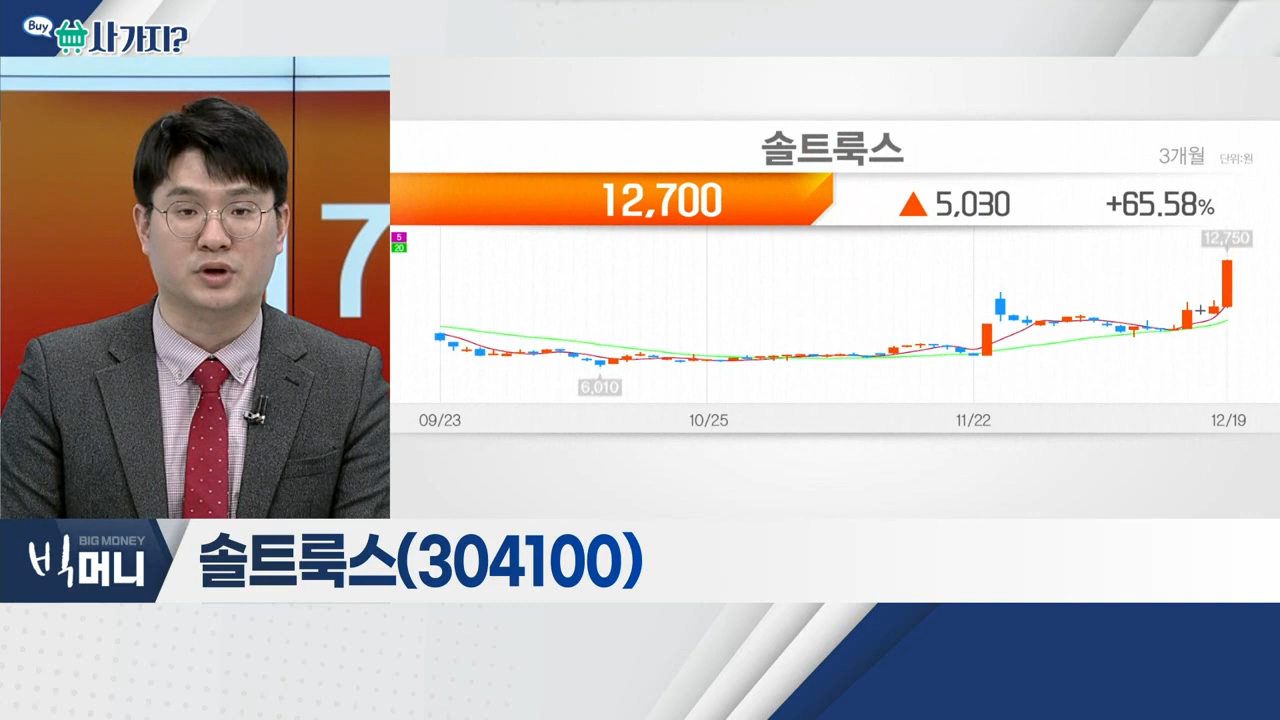 Buy 사가지?
7
솔트룩스
3개월 단위:원
12,700 ▲ 5,030 +65.58%
5
20
12,750
6,010
09/23 10/25 11/22 12/19
BIG MONEY
빅머니
솔트룩스(304100)